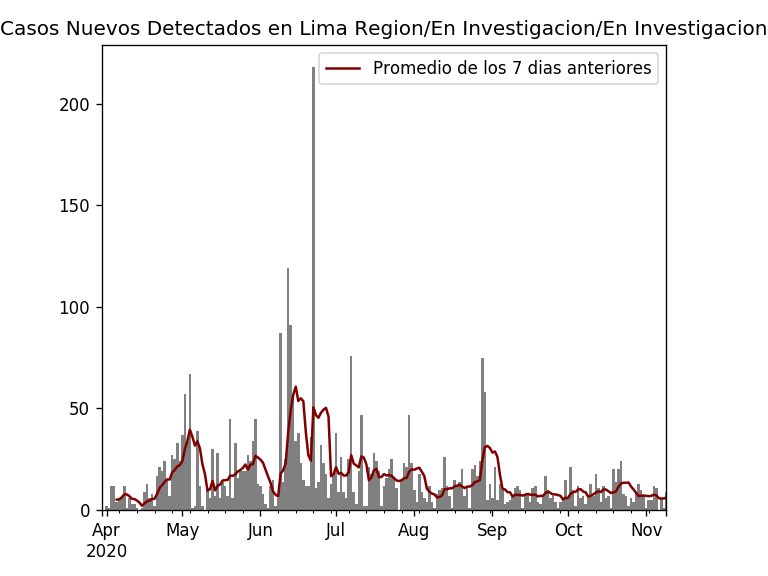 Casos Nuevos Detectados en Lima Region/En Investigacion/En Investigacion
Promedio de los 7 dias anteriores
200
150
100
50
0
Apr May Jun Jul Aug Sep Oct Nov
2020